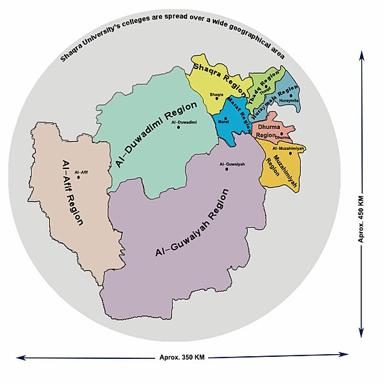 Shaqra University's colleges are spread over a wide geographical area
Shaqra Region
Shaqra
Thadq Region
Huraymila Region
Huraymila
Marat Region
Marat
Al-Duwadimi Region
Al-Duwadimi
Dhurma
Region
Al-Muzahimiyah
Muzahimiyah
Region
Al-Afif
Al-Afif Region
Al-Guwaiyah
Al-Guwaiyah Region
Aprox. 450 KM
Aprox. 350 KM